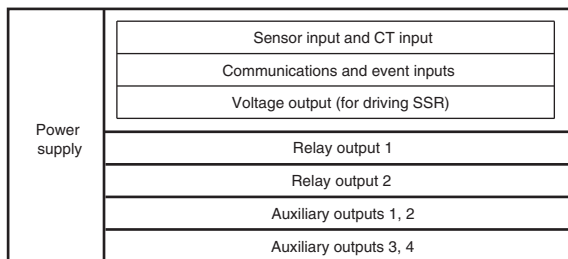 Power
supply
Sensor input and CT input
Communications and event inputs
Voltage output (for driving SSR)
Relay output 1
Relay output 2
Auxiliary outputs 1, 2
Auxiliary outputs 3, 4